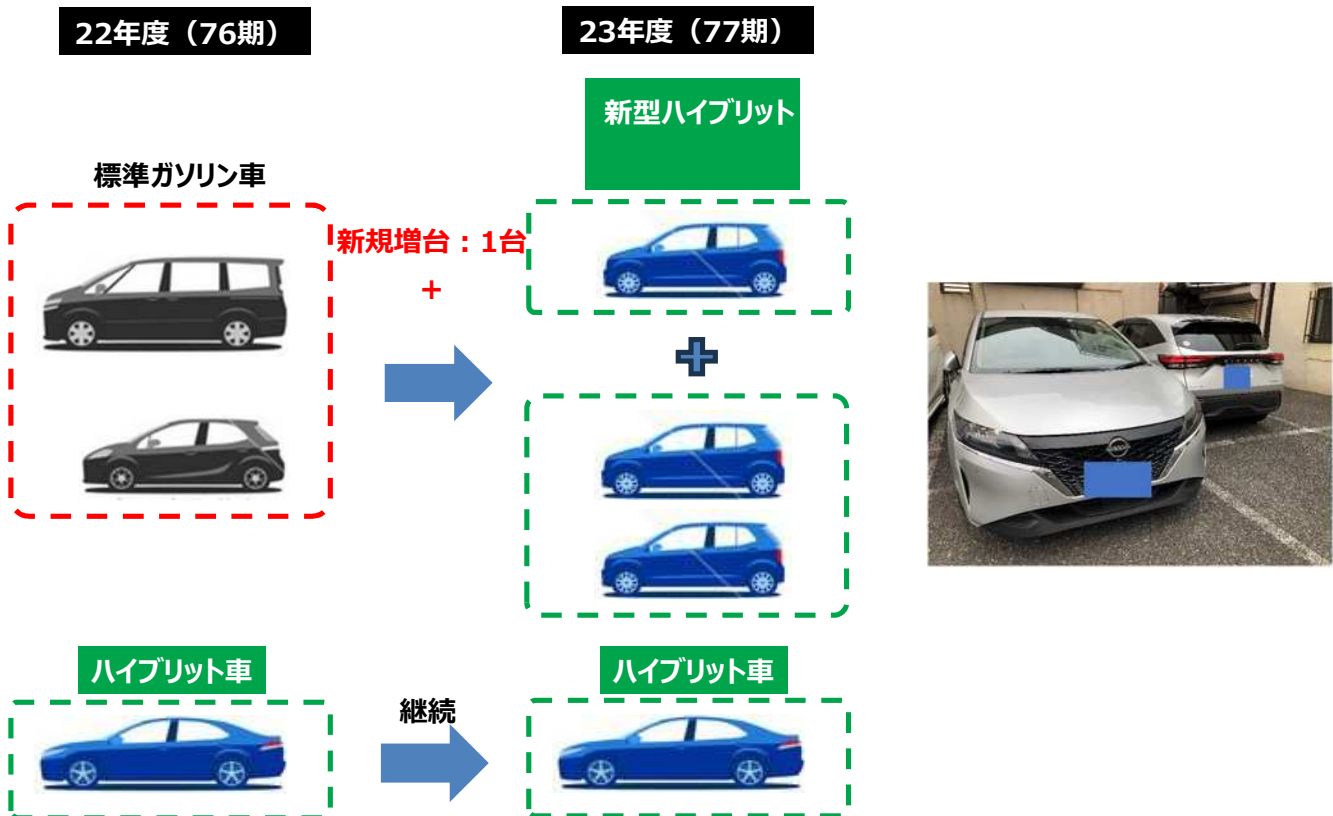 22年度（76期）
23年度（77期）
新型ハイブリット
標準ガソリン車
新規増台：1台
+
ハイブリット車
継続
ハイブリット車